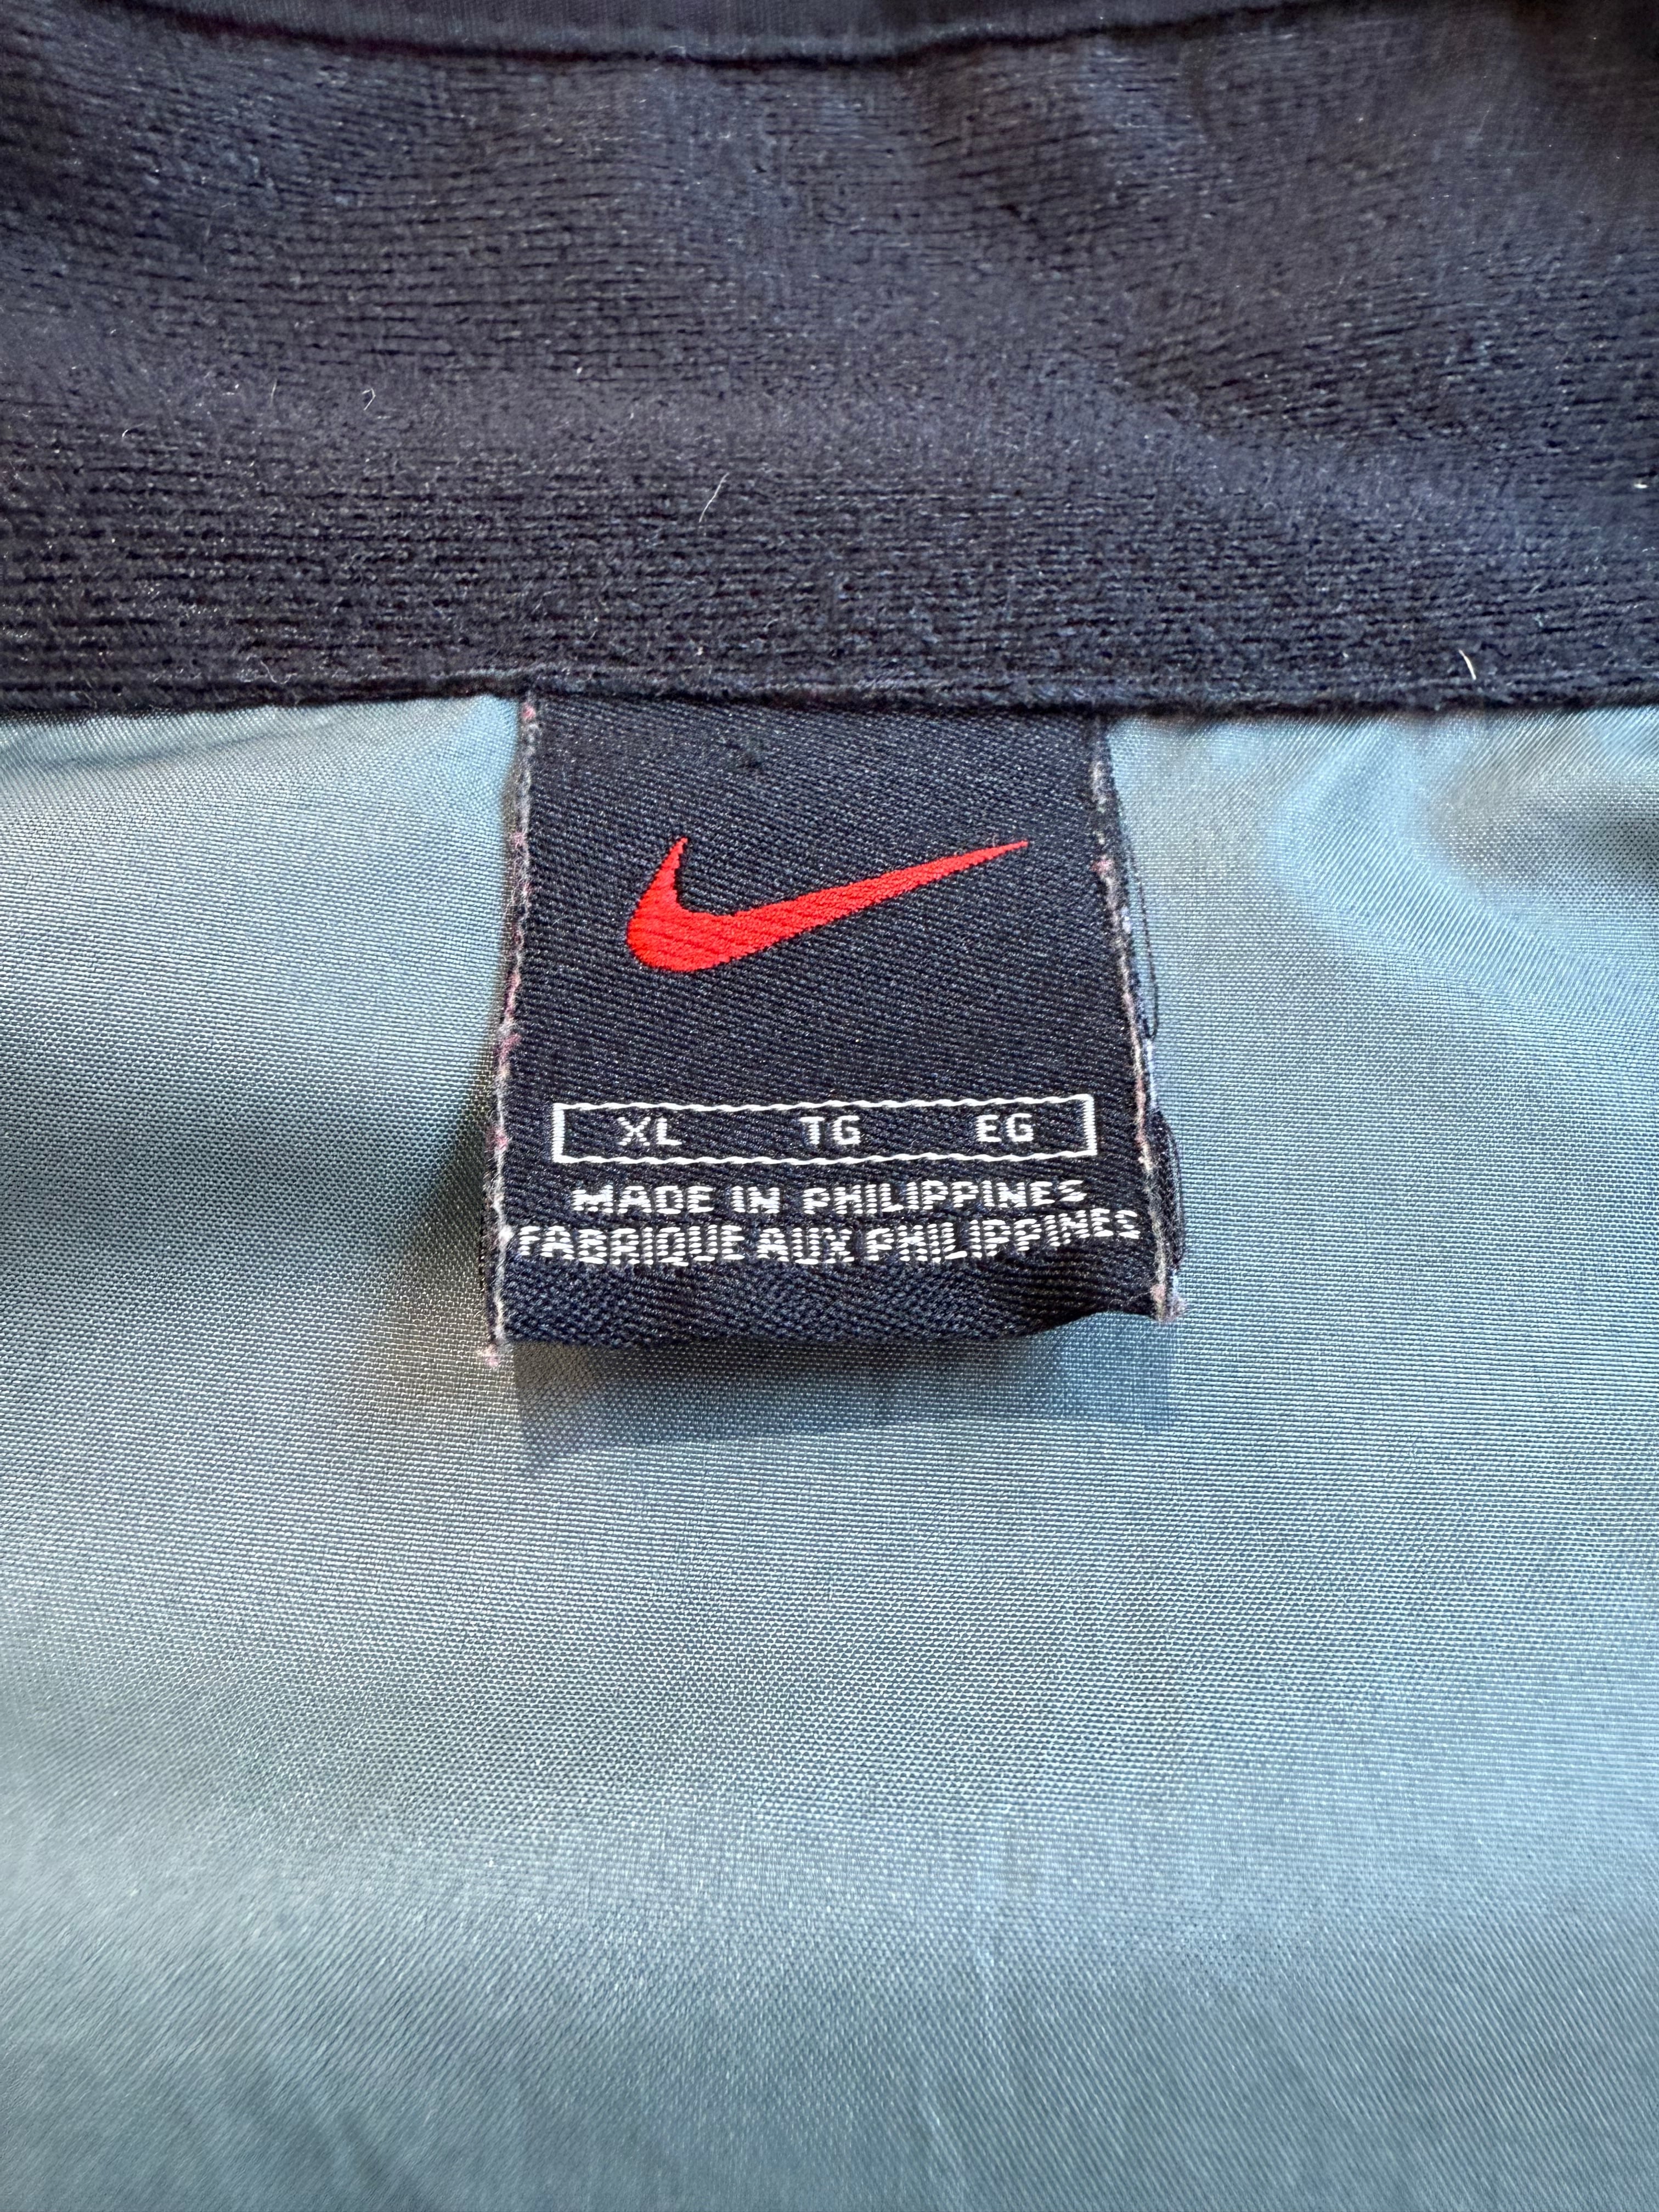 XL TG EG
MADE IN PHILIPPINES
FABRIQUE AUX PHILIPPINES